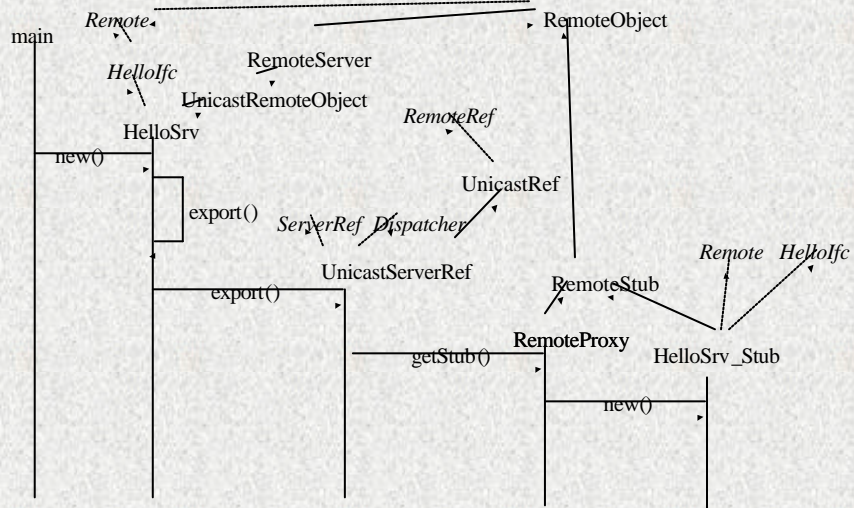 Remote
RemoteObject
main
RemoteServer
HelloIfc
UnicastRemoteObject
RemoteRef
HelloSrv
new()
UnicastRef
export()
ServerRef Dispatcher
Remote HelloIfc
UnicastServerRef
RemoteStub
export()
RemoteProxy
getStub()
HelloSrv_Stub
new()